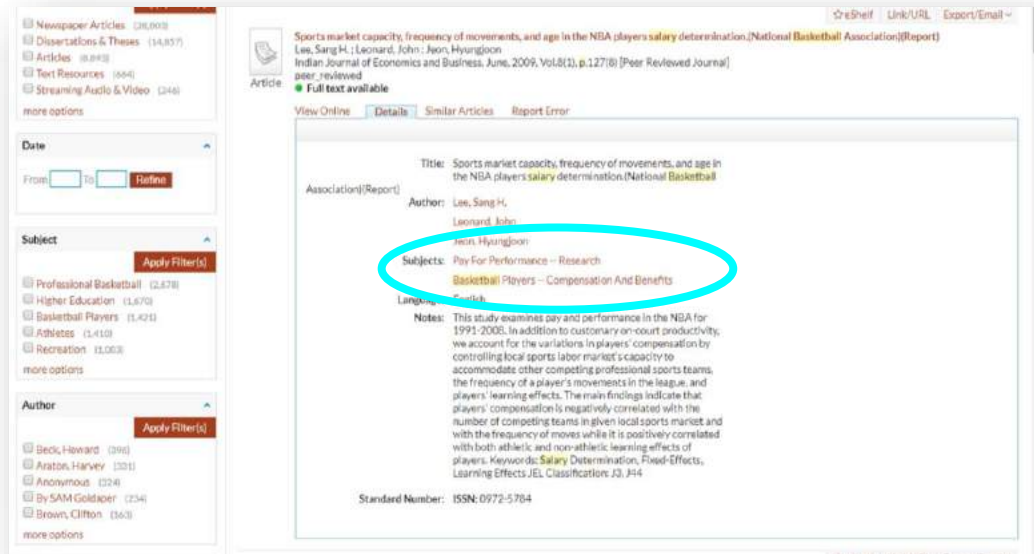 Newspaper Articles (28,003)
Dissertations & Theses (14,857)
Articles (8,693)
Text Resources (664)
Streaming Audio & Video (246)
more options
Date
From To Refine
Subject
Apply Filter(s)
Professional Basketball (2,678)
Higher Education (1,670)
Basketball Players (1,421)
Athletes (1,410)
Recreation (1,083)
more options
Author
Apply Filter(s)
Beck, Howard (396)
Araton, Harvey (331)
Anonymous (324)
By SAM Goldaper (234)
Brown, Clifton (163)
more options
eShelf Link/URL Export/Email
Article
Sports market capacity, frequency of movements, and age in the NBA players salary determination.(National Basketball Association)(Report)
Lee, Sang H. ; Leonard, John ; Jeon, Hyungjoon
Indian Journal of Economics and Business, June, 2009, Vol.8(1), p.127(8) [Peer Reviewed Journal]
peer_reviewed
Full text available
View Online Details Similar Articles Report Error
Title: Sports market capacity, frequency of movements, and age in
the NBA players salary determination.(National Basketball
Association)(Report)
Author: Lee, Sang H.
Leonard, John
Jeon, Hyungjoon
Subjects: Pay For Performance -- Research
Basketball Players -- Compensation And Benefits
Language: English
Notes: This study examines pay and performance in the NBA for
1991-2008. In addition to customary on-court productivity,
we account for the variations in players' compensation by
controlling local sports labor market's capacity to
accommodate other competing professional sports teams,
the frequency of a player's movements in the league, and
players' learning effects. The main findings indicate that
players' compensation is negatively correlated with the
number of competing teams in given local sports market and
with the frequency of moves while it is positively correlated
with both athletic and non-athletic learning effects of
players. Keywords: Salary Determination, Fixed-Effects,
Learning Effects JEL Classification: J3, J44
Standard Number: ISSN: 0972-5784